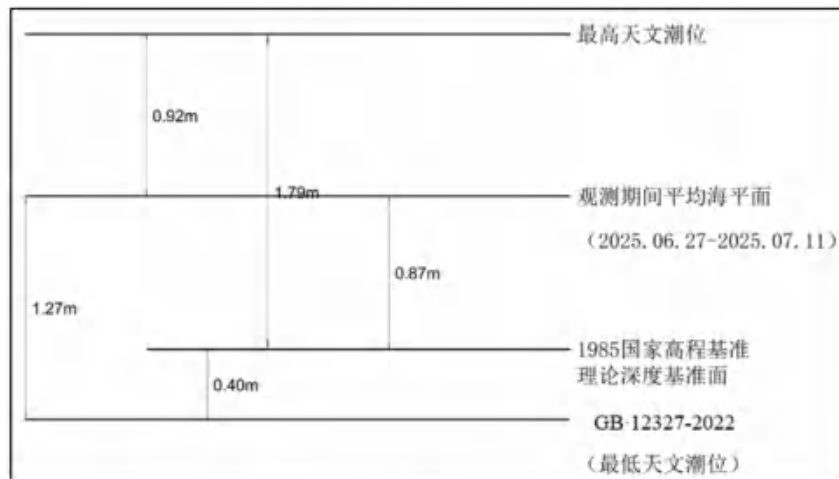 最高天文潮位
0.92m
1.79m
观测期间平均海平面
（2025.06.27-2025.07.11）
0.87m
1.27m
1985国家高程基准
理论深度基准面
0.40m
GB 12327-2022
（最低天文潮位）